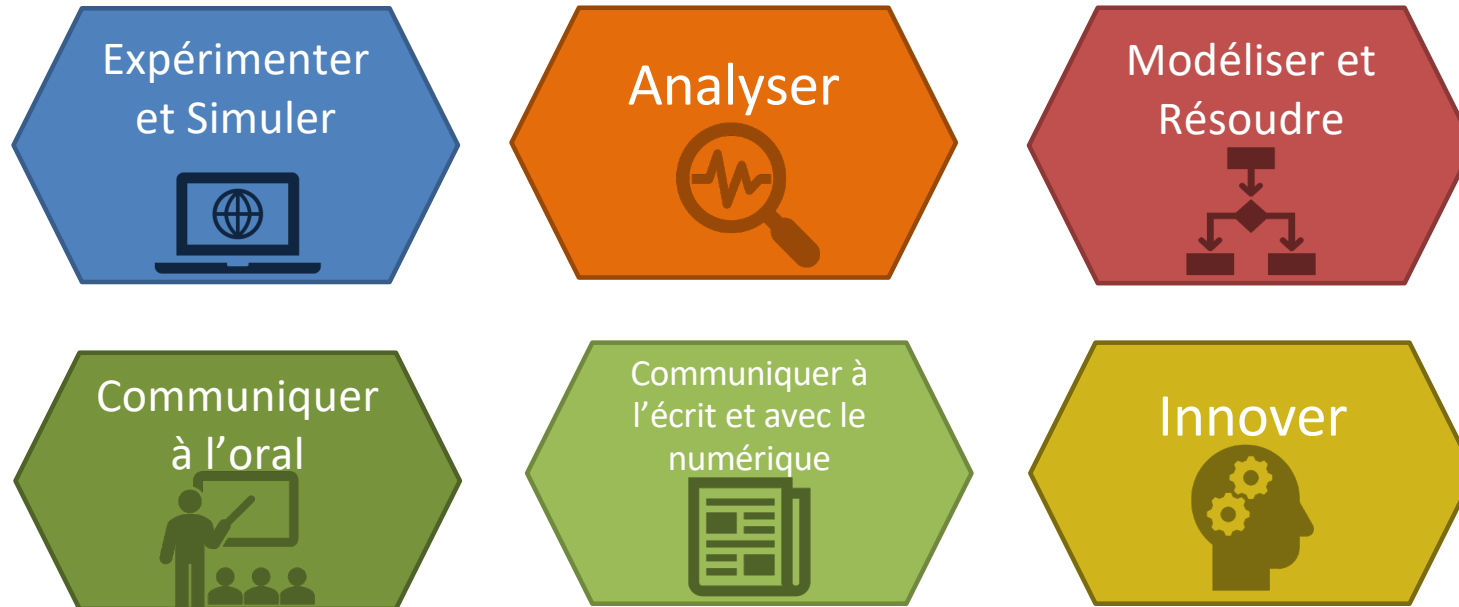 Expérimenter
et Simuler
Analyser
Modéliser et
Résoudre
Communiquer
à l’oral
Communiquer à
l’écrit et avec le
numérique
Innover